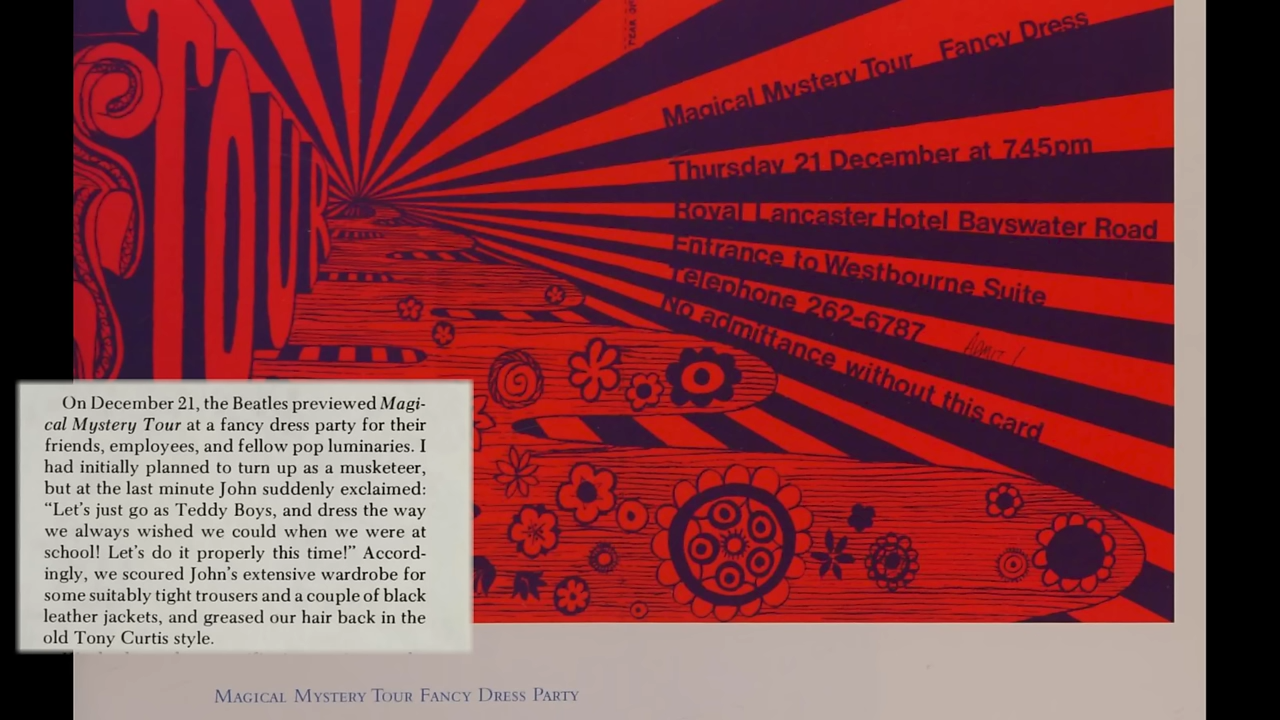 TOUR
Magical Mystery Tour Fancy Dress
Thursday 21 December at 7.45pm
Royal Lancaster Hotel Bayswater Road
Entrance to Westbourne Suite
Telephone 262-6787
No admittance without this card
On December 21, the Beatles previewed Magi-
cal Mystery Tour at a fancy dress party for their
friends, employees, and fellow pop luminaries. I
had initially planned to turn up as a musketeer,
but at the last minute John suddenly exclaimed:
“Let's just go as Teddy Boys, and dress the way
we always wished we could when we were at
school! Let's do it properly this time!” Accord-
ingly, we scoured John's extensive wardrobe for
some suitably tight trousers and a couple of black
leather jackets, and greased our hair back in the
old Tony Curtis style.
Magical Mystery Tour Fancy Dress Party